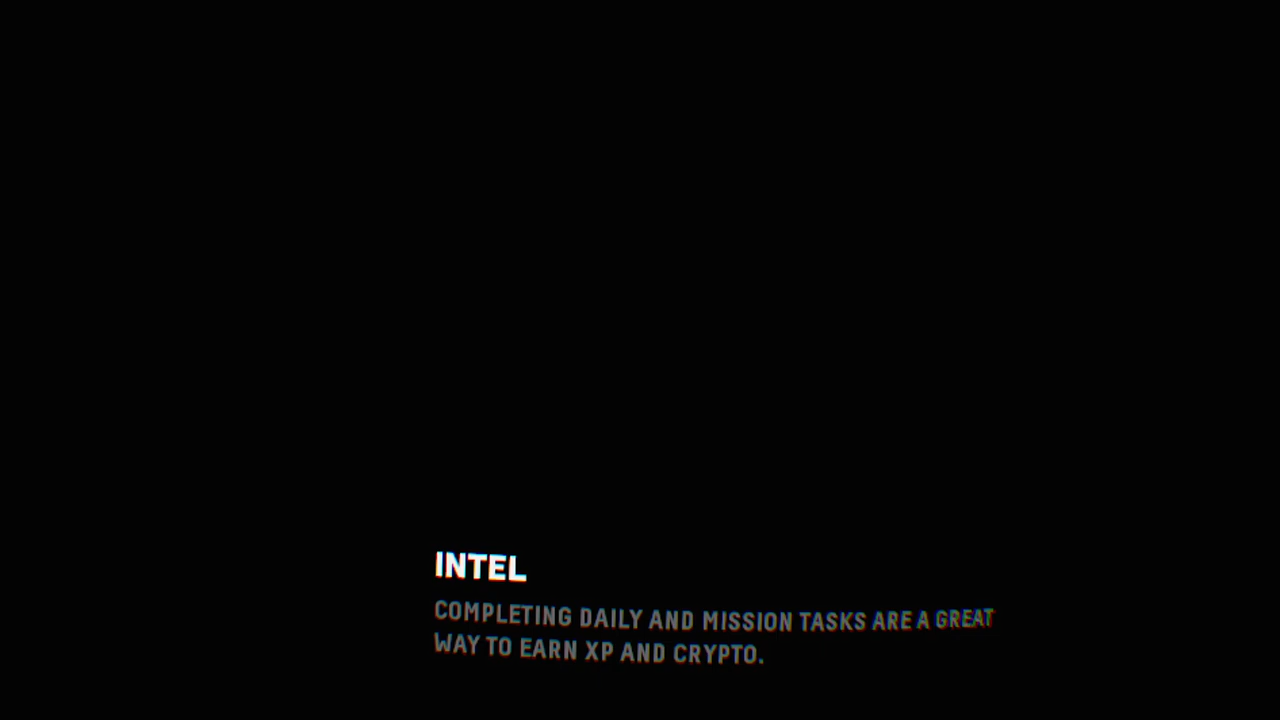 INTEL
COMPLETING DAILY AND MISSION TASKS ARE A GREAT
WAY TO EARN XP AND CRYPTO.